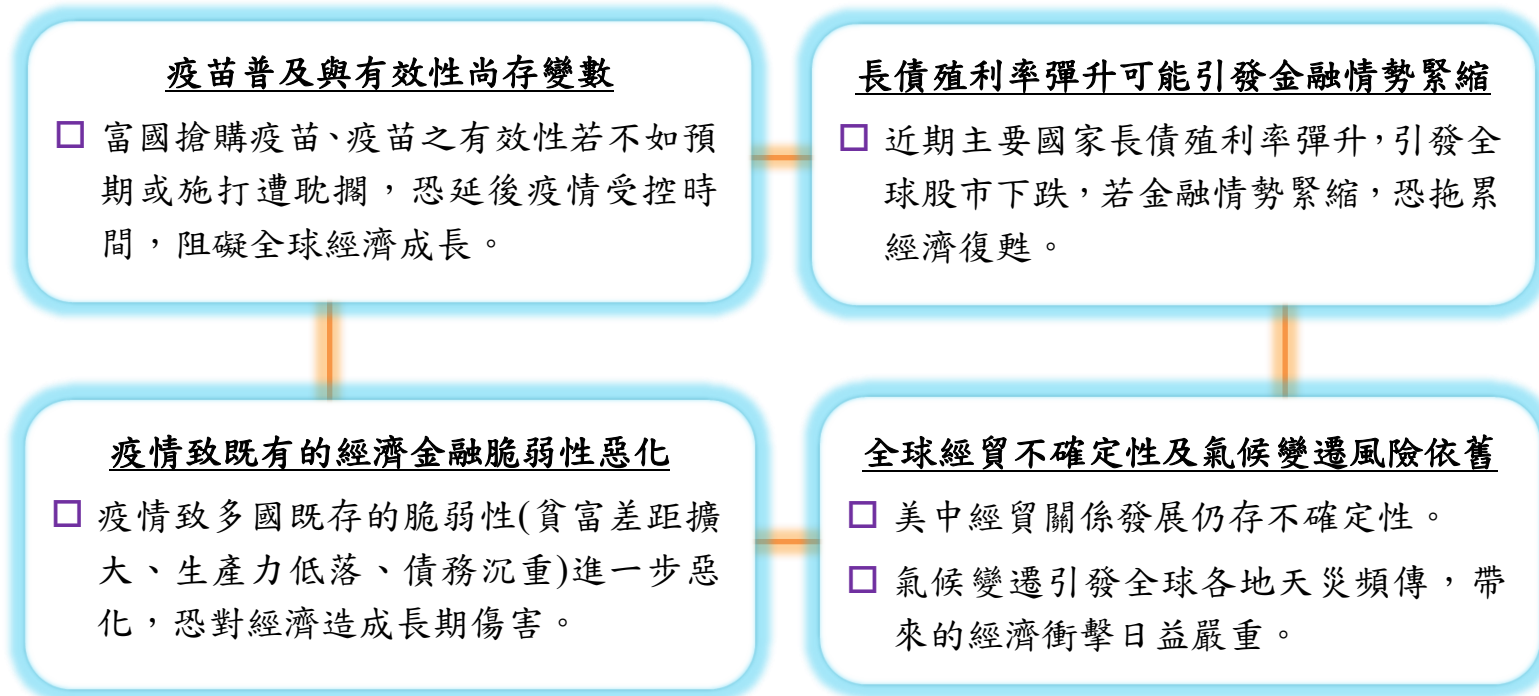 疫苗普及與有效性尚存變數
□ 富國搶購疫苗、疫苗之有效性若不如預
期或施打遭耽擱，恐延後疫情受控時
間，阻礙全球經濟成長。
長債殖利率彈升可能引發金融情勢緊縮
□ 近期主要國家長債殖利率彈升，引發全
球股市下跌，若金融情勢緊縮，恐拖累
經濟復甦。
疫情致既有的經濟金融脆弱性惡化
□ 疫情致多國既存的脆弱性(貧富差距擴
大、生產力低落、債務沉重)進一步惡
化，恐對經濟造成長期傷害。
全球經貿不確定性及氣候變遷風險依舊
□ 美中經貿關係發展仍存不確定性。
□ 氣候變遷引發全球各地天災頻傳，帶
來的經濟衝擊日益嚴重。